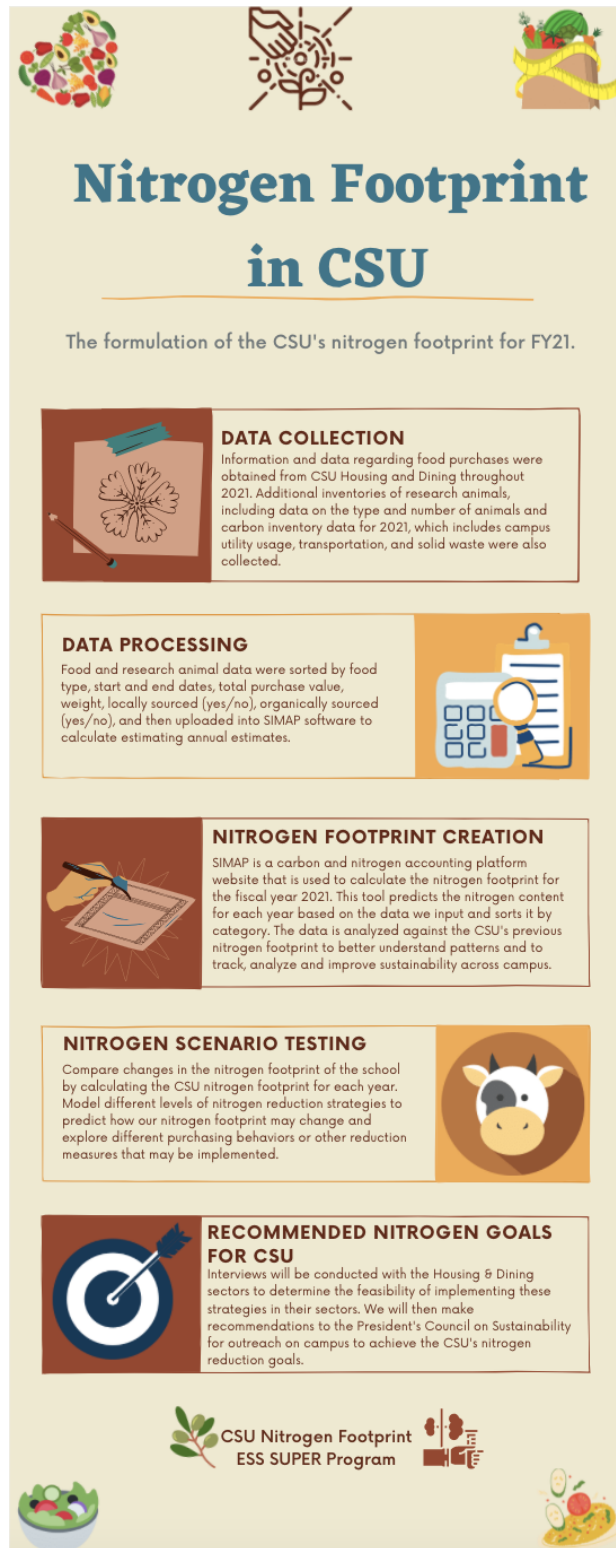 Nitrogen Footprint
in CSU
The formulation of the CSU's nitrogen footprint for FY21.
DATA COLLECTION
Information and data regarding food purchases were
obtained from CSU Housing and Dining throughout
2021. Additional inventories of research animals,
including data on the type and number of animals and
carbon inventory data for 2021, which includes campus
utility usage, transportation, and solid waste were also
collected.
DATA PROCESSING
Food and research animal data were sorted by food
type, start and end dates, total purchase value,
weight, locally sourced (yes/no), organically sourced
(yes/no), and then uploaded into SIMAP software to
calculate estimating annual estimates.
NITROGEN FOOTPRINT CREATION
SIMAP is a carbon and nitrogen accounting platform
website that is used to calculate the nitrogen footprint for
the fiscal year 2021. This tool predicts the nitrogen content
for each year based on the data we input and sorts it by
category. The data is analyzed against the CSU's previous
nitrogen footprint to better understand patterns and to
track, analyze and improve sustainability across campus.
NITROGEN SCENARIO TESTING
Compare changes in the nitrogen footprint of the school
by calculating the CSU nitrogen footprint for each year.
Model different levels of nitrogen reduction strategies to
predict how our nitrogen footprint may change and
explore different purchasing behaviors or other reduction
measures that may be implemented.
RECOMMENDED NITROGEN GOALS
FOR CSU
Interviews will be conducted with the Housing & Dining
sectors to determine the feasibility of implementing these
strategies in their sectors. We will then make
recommendations to the President's Council on Sustainability
for outreach on campus to achieve the CSU's nitrogen
reduction goals.
CSU Nitrogen Footprint
ESS SUPER Program